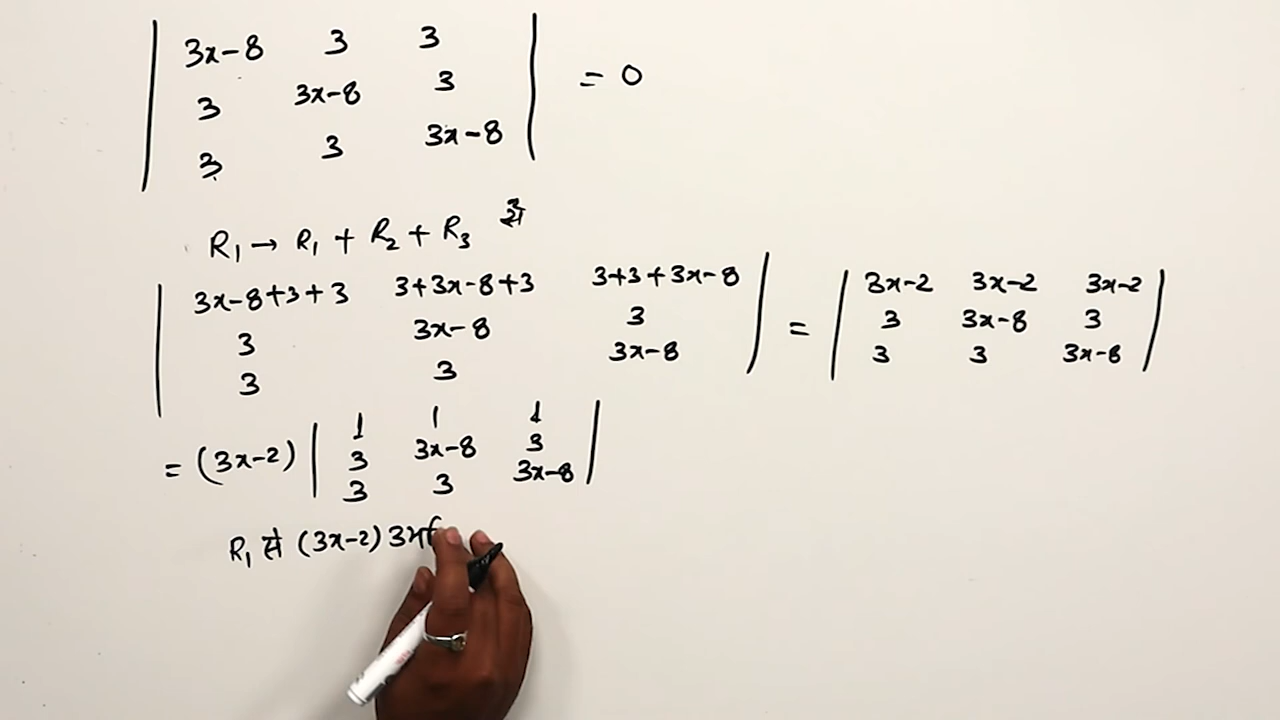 | 3x-8 3 3 |
| 3 3x-8 3 | = 0
| 3 3 3x-8 |
R₁ → R₁ + R₂ + R₃ से
| 3x-8+3+3 3+3x-8+3 3+3+3x-8 | | 3x-2 3x-2 3x-2 |
| 3 3x-8 3 | = | 3 3x-8 3 |
| 3 3 3x-8 | | 3 3 3x-8 |
| 1 1 1 |
= (3x-2) | 3 3x-8 3 |
| 3 3 3x-8 |
R₁ से (3x-2)